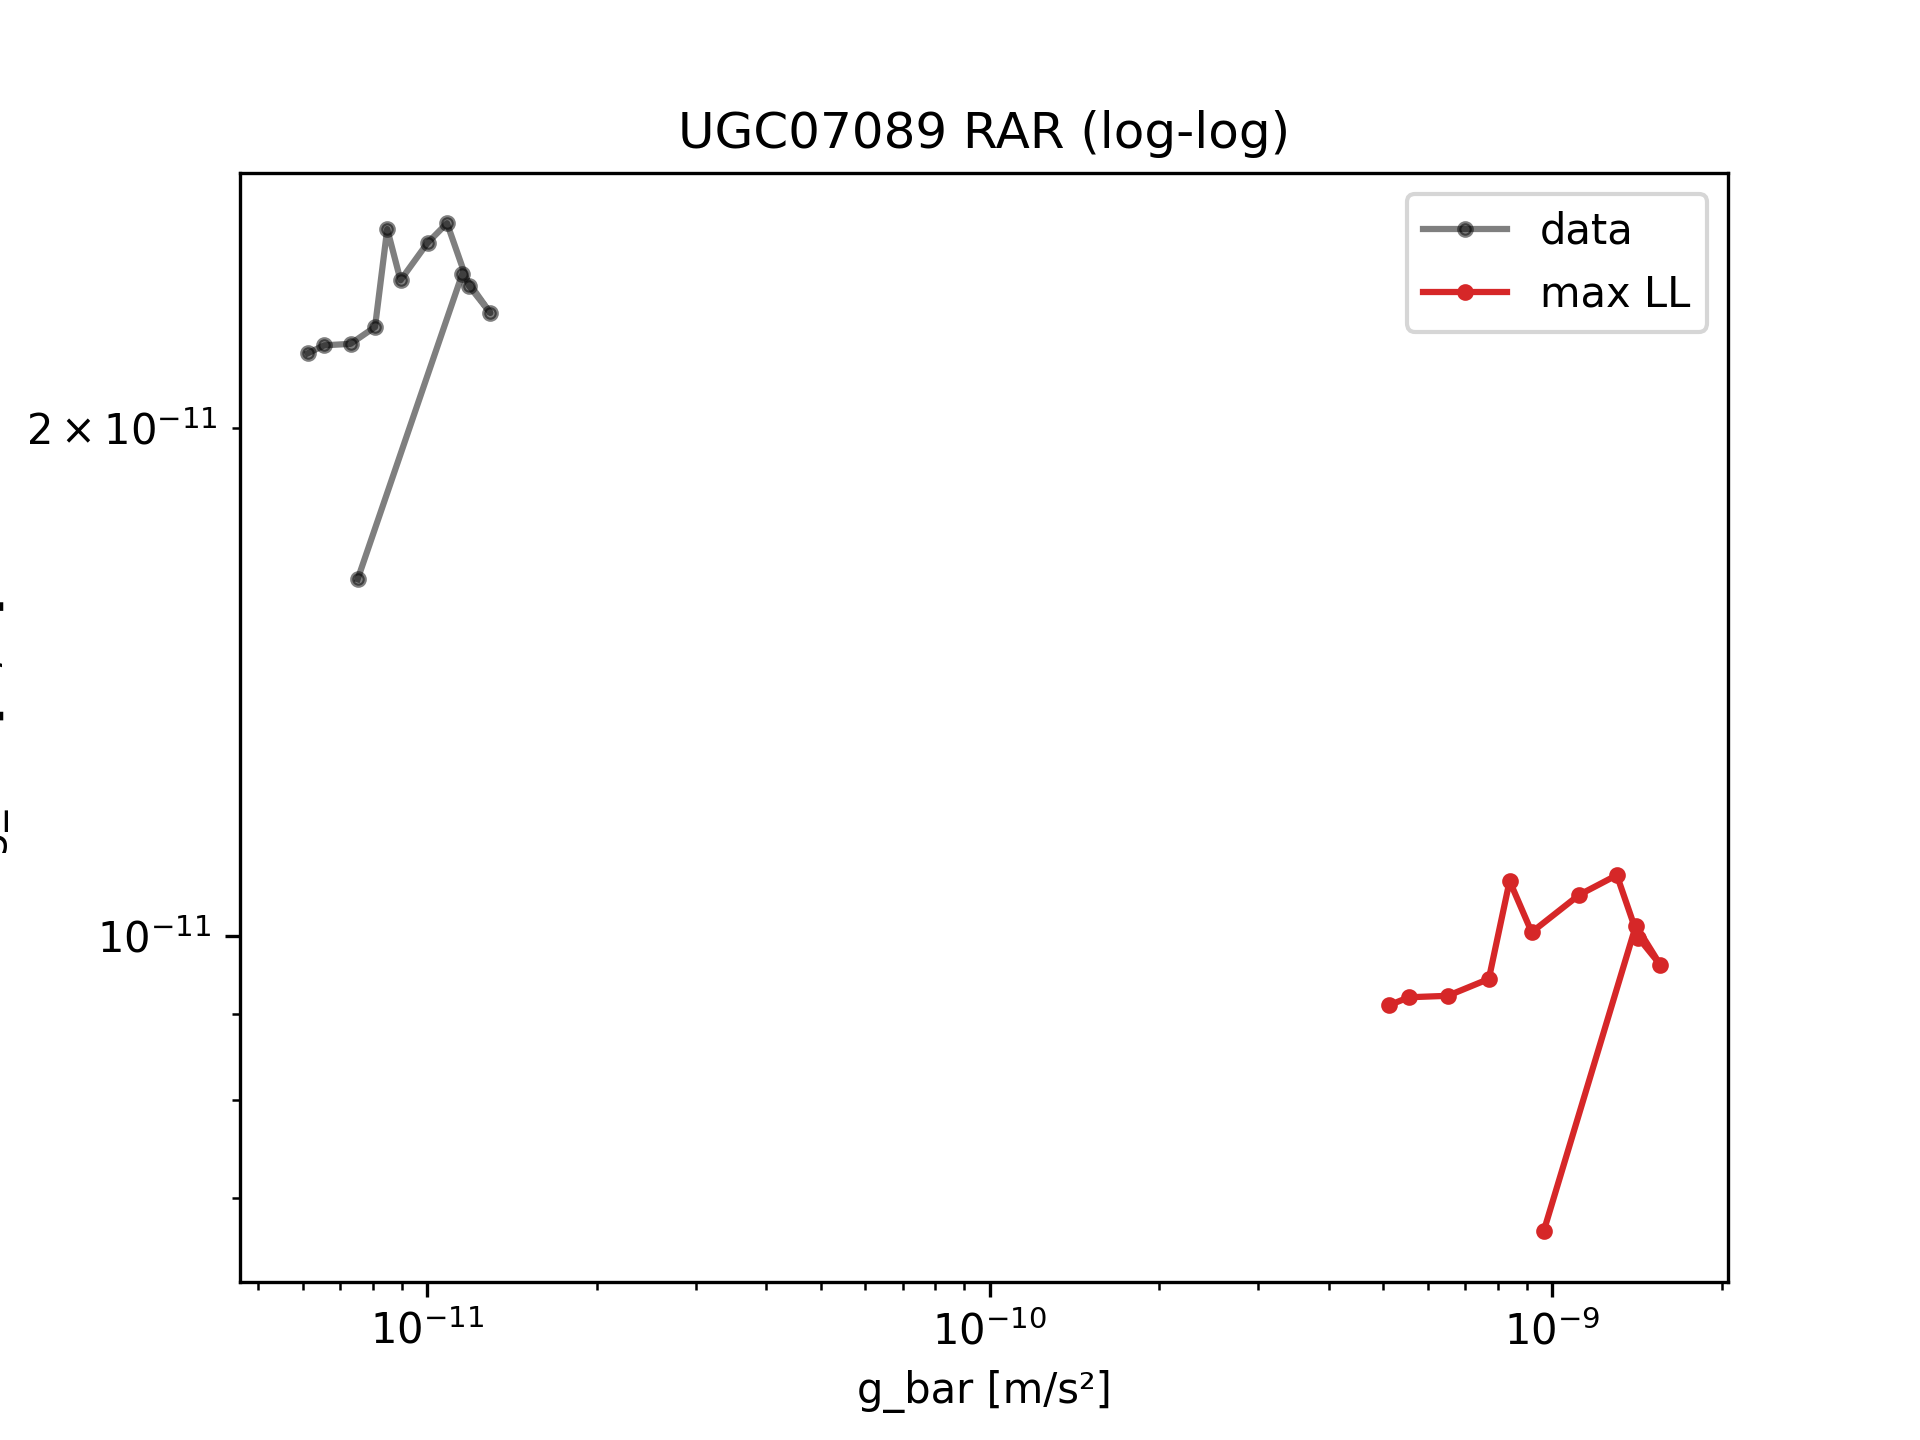 UGC07089 RAR (log-log)
data
max LL
2 × 10⁻¹¹
10⁻¹¹
10⁻¹¹ 10⁻¹⁰ 10⁻⁹
g_bar [m/s²]